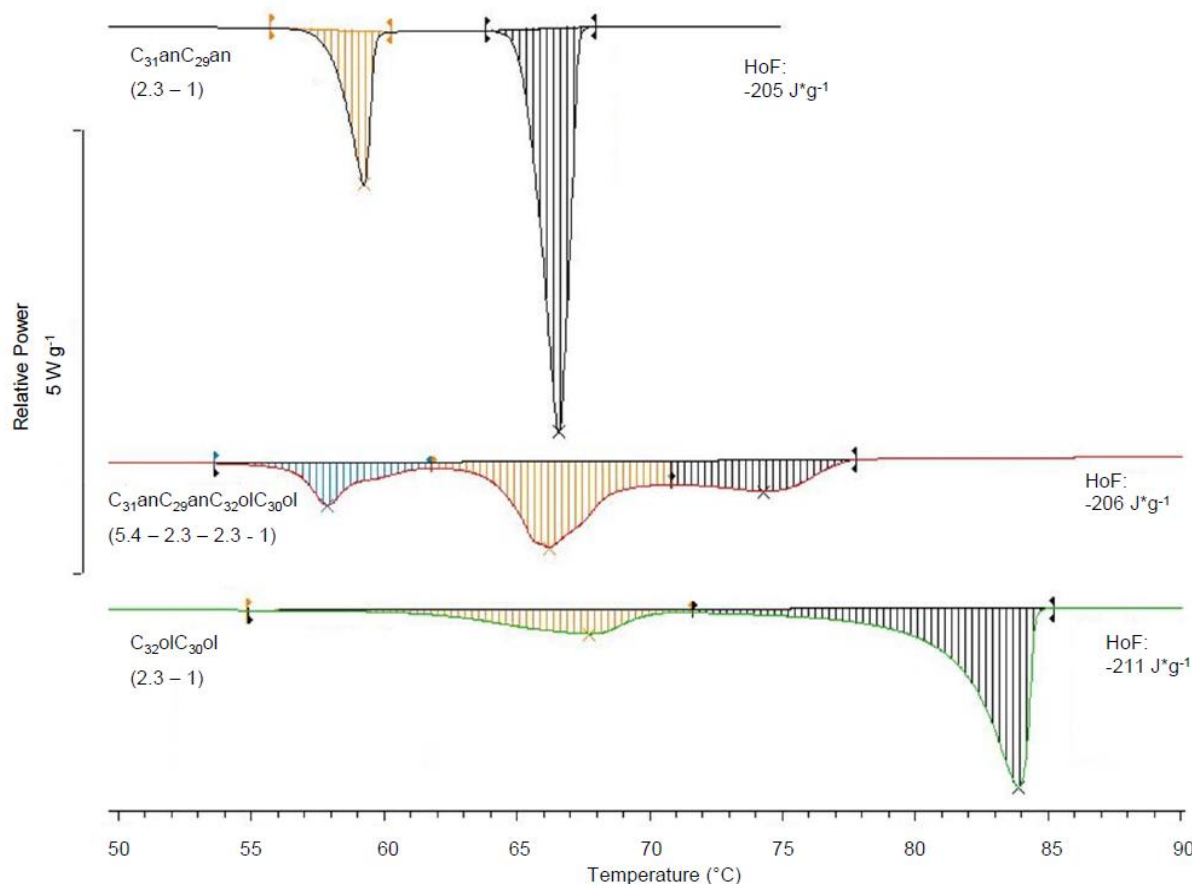 C₃₁anC₂₉an
(2.3 – 1)
HoF:
-205 J*g⁻¹
Relative Power
5 W g⁻¹
C₃₁anC₂₉anC₃₂olC₃₀ol
(5.4 – 2.3 – 2.3 - 1)
HoF:
-206 J*g⁻¹
C₃₂olC₃₀ol
(2.3 – 1)
HoF:
-211 J*g⁻¹
50 55 60 65 70 75 80 85 90
Temperature (°C)